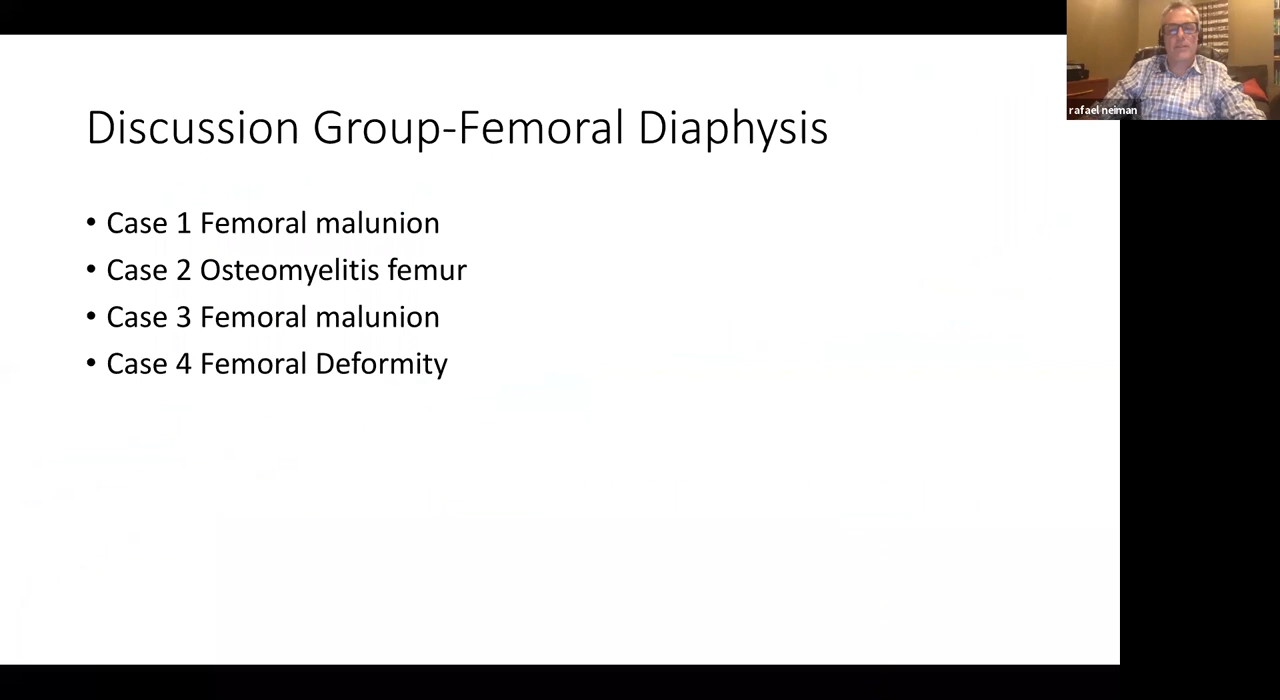 Discussion Group-Femoral Diaphysis
• Case 1 Femoral malunion
• Case 2 Osteomyelitis femur
• Case 3 Femoral malunion
• Case 4 Femoral Deformity
rafael neiman